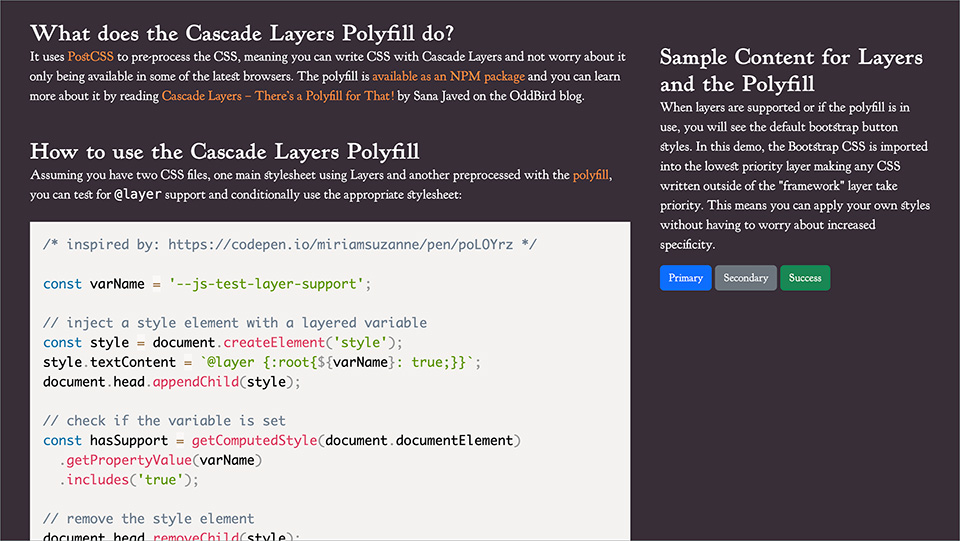 What does the Cascade Layers Polyfill do?
It uses PostCSS to pre-process the CSS, meaning you can write CSS with Cascade Layers and not worry about it
only being available in some of the latest browsers. The polyfill is available as an NPM package and you can learn
more about it by reading Cascade Layers – There's a Polyfill for That! by Sana Javed on the OddBird blog.
How to use the Cascade Layers Polyfill
Assuming you have two CSS files, one main stylesheet using Layers and another preprocessed with the polyfill,
you can test for @layer support and conditionally use the appropriate stylesheet:
/* inspired by: https://codepen.io/miriamsuzanne/pen/poLOYrz */
const varName = '--js-test-layer-support';
// inject a style element with a layered variable
const style = document.createElement('style');
style.textContent = `@layer {:root{${varName}: true;}}`;
document.head.appendChild(style);
// check if the variable is set
const hasSupport = getComputedStyle(document.documentElement)
.getPropertyValue(varName)
.includes('true');
// remove the style element
document.head.removeChild(style);
Sample Content for Layers
and the Polyfill
When layers are supported or if the polyfill is in
use, you will see the default bootstrap button
styles. In this demo, the Bootstrap CSS is imported
into the lowest priority layer making any CSS
written outside of the "framework" layer take
priority. This means you can apply your own styles
without having to worry about increased
specificity.
Primary
Secondary
Success